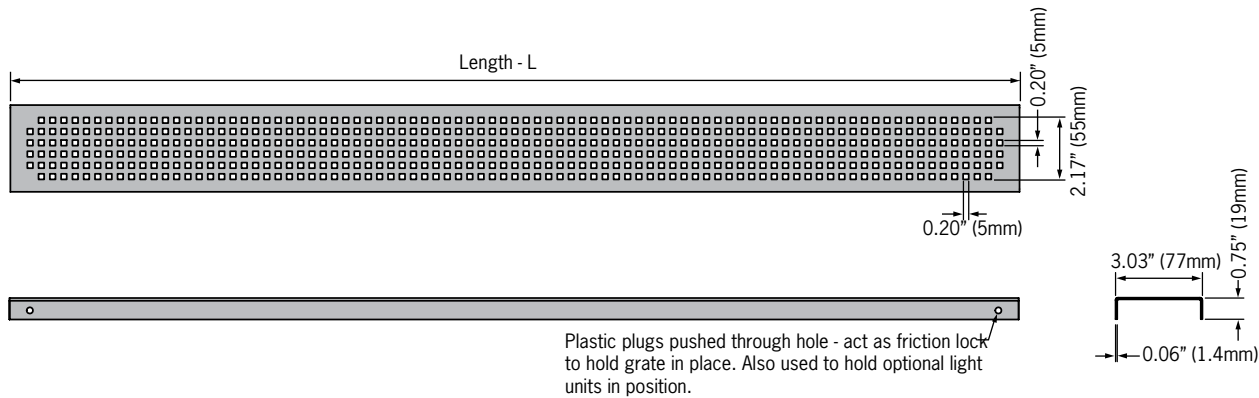 Length - L
0.20” (5mm)
2.17” (55mm)
0.20” (5mm)
3.03” (77mm)
0.75” (19mm)
0.06” (1.4mm)
Plastic plugs pushed through hole - act as friction lock
to hold grate in place. Also used to hold optional light
units in position.